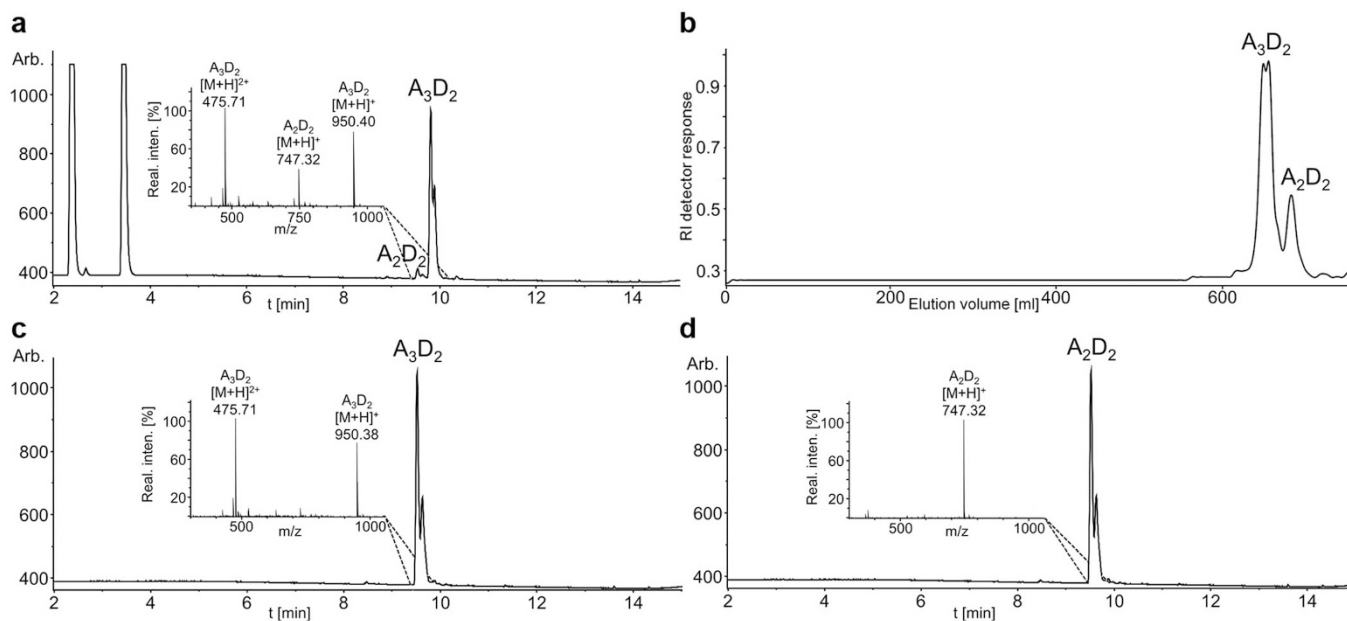 a
Arb.
1000
800
600
400
2 4 6 8 10 12 14
t [min]
A₃D₂
A₂D₂
Real. inten. [%]
100
60
20
500 750 1000
m/z
A₃D₂
[M+H]²⁺
475.71
A₂D₂
[M+H]⁺
747.32
A₃D₂
[M+H]⁺
950.40
b
RI detector response
0.9
0.7
0.5
0.3
0 200 400 600
Elution volume [ml]
A₃D₂
A₂D₂
c
Arb.
1000
800
600
400
2 4 6 8 10 12 14
t [min]
A₃D₂
Real. inten. [%]
100
60
20
500 1000
m/z
A₃D₂
[M+H]²⁺
475.71
A₃D₂
[M+H]⁺
950.38
d
Arb.
1000
800
600
400
2 4 6 8 10 12 14
t [min]
A₂D₂
Real. inten. [%]
100
60
20
500 1000
m/z
A₂D₂
[M+H]⁺
747.32